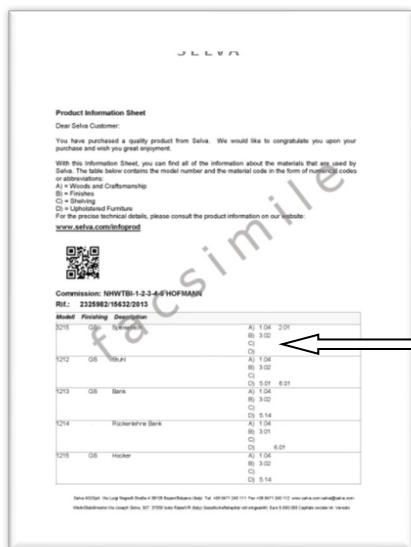 SELVA
Product Information Sheet
Dear Selva Customer:
You have purchased a quality product from Selva. We would like to congratulate you upon your
purchase and wish you great enjoyment.
With this Information Sheet, you can find all of the information about the materials that are used by
Selva. The table below contains the model number and the material code in the form of numerical codes
or abbreviations:
A) = Woods and Craftsmanship
B) = Finishes
C) = Shelving
D) = Upholstered Furniture
For the precise technical details, please consult the product information on our website:
www.selva.com/infoprod
facsimile
Commission: NHWTBI-1-2-3-4-5 HOFMANN
Rif.: 2325982/15632/2013
Modell Finishing Description
3215 GS A) 1.04 2.01
B) 3.02
C)
D)
1212 GS Stuhl A) 1.04
B) 3.02
C)
D) 5.01 6.01
1213 GS Bank A) 1.04
B) 3.02
C)
D) 5.14
1214 Rückenlehne Bank A) 1.04
B) 3.01
C)
D) 6.01
1215 GS Hocker A) 1.04
B) 3.02
C)
D) 5.14